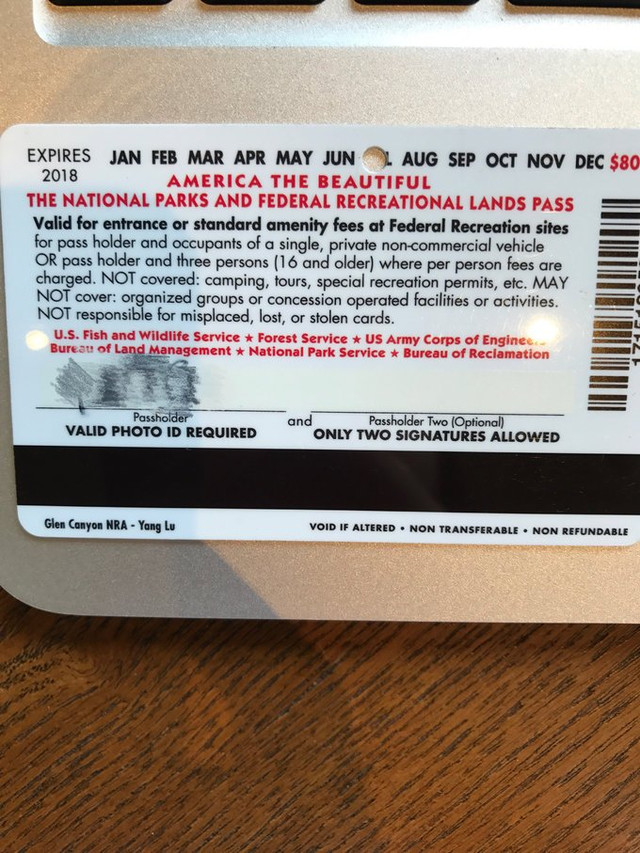 EXPIRES JAN FEB MAR APR MAY JUN L AUG SEP OCT NOV DEC $80
2018
AMERICA THE BEAUTIFUL
THE NATIONAL PARKS AND FEDERAL RECREATIONAL LANDS PASS
Valid for entrance or standard amenity fees at Federal Recreation sites
for pass holder and occupants of a single, private non-commercial vehicle
OR pass holder and three persons (16 and older) where per person fees are
charged. NOT covered: camping, tours, special recreation permits, etc. MAY
NOT cover: organized groups or concession operated facilities or activities.
NOT responsible for misplaced, lost, or stolen cards.
U.S. Fish and Wildlife Service ★ Forest Service ★ US Army Corps of Engineers
Bureau of Land Management ★ National Park Service ★ Bureau of Reclamation
Passholder and Passholder Two (Optional)
VALID PHOTO ID REQUIRED ONLY TWO SIGNATURES ALLOWED
Glen Canyon NRA - Yang Lu VOID IF ALTERED • NON TRANSFERABLE • NON REFUNDABLE